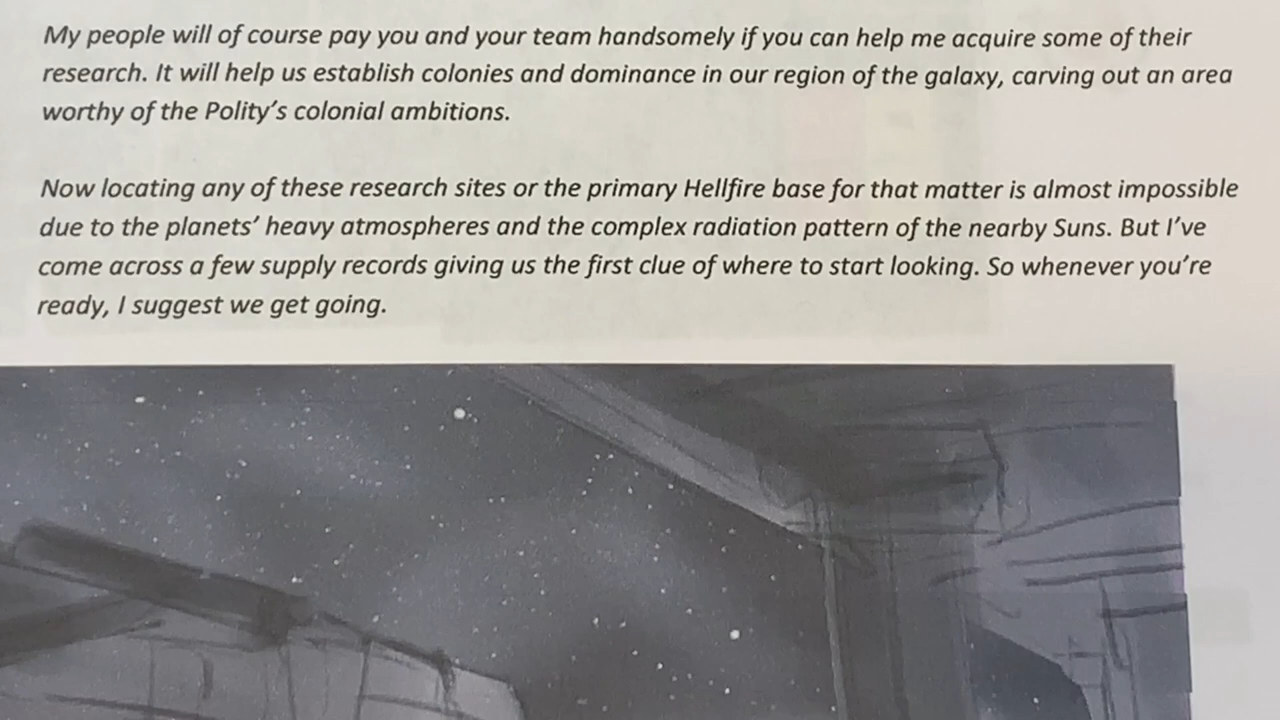 My people will of course pay you and your team handsomely if you can help me acquire some of their
research. It will help us establish colonies and dominance in our region of the galaxy, carving out an area
worthy of the Polity's colonial ambitions.
Now locating any of these research sites or the primary Hellfire base for that matter is almost impossible
due to the planets' heavy atmospheres and the complex radiation pattern of the nearby Suns. But I've
come across a few supply records giving us the first clue of where to start looking. So whenever you're
ready, I suggest we get going.